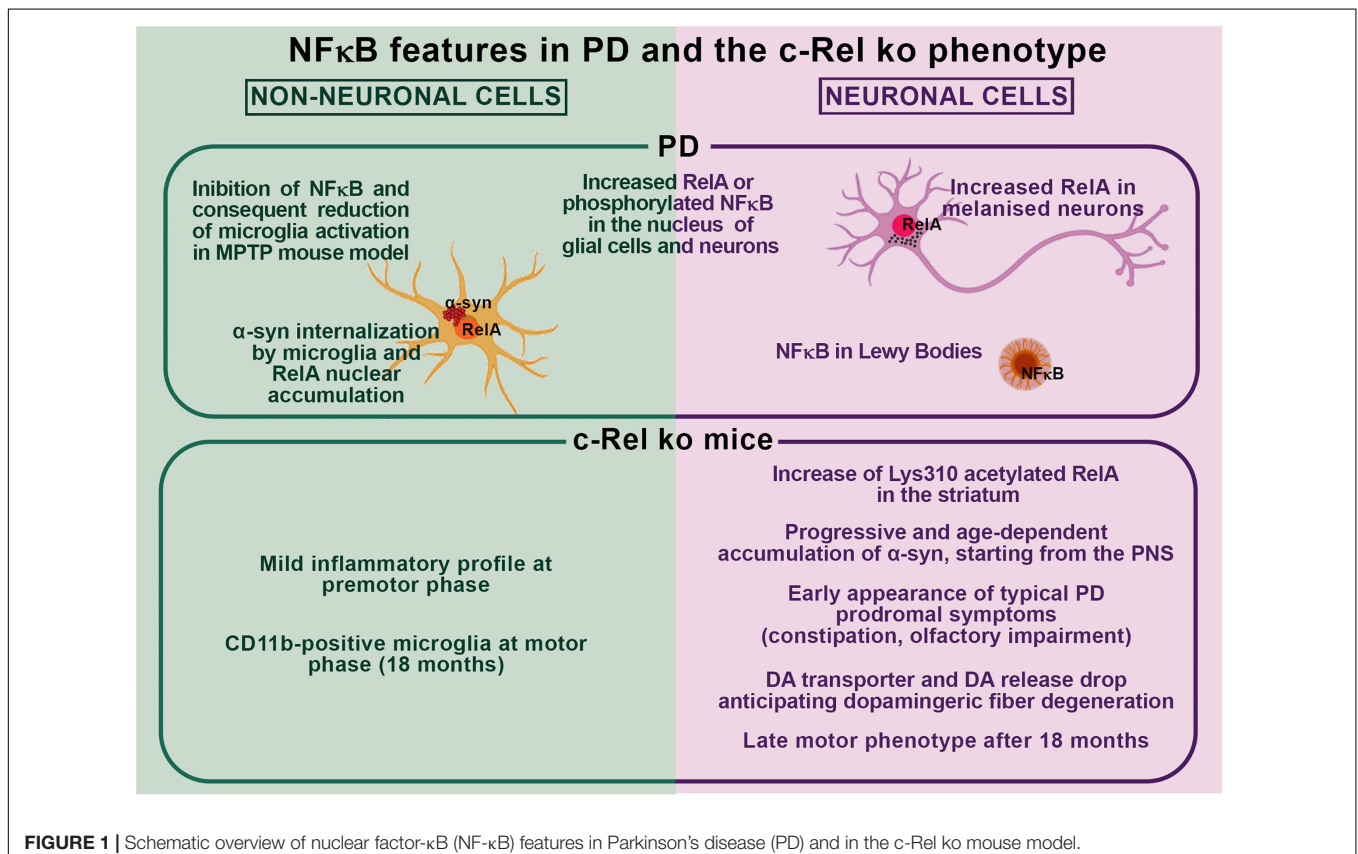 NFκB features in PD and the c-Rel ko phenotype
NON-NEURONAL CELLS
NEURONAL CELLS
PD
Inibition of NFκB and
consequent reduction
of microglia activation
in MPTP mouse model
α-syn
RelA
α-syn internalization
by microglia and
RelA nuclear
accumulation
Increased RelA or
phosphorylated NFκB
in the nucleus of
glial cells and neurons
RelA
Increased RelA in
melanised neurons
NFκB in Lewy Bodies
NFκB
c-Rel ko mice
Mild inflammatory profile at
premotor phase
CD11b-positive microglia at motor
phase (18 months)
Increase of Lys310 acetylated RelA
in the striatum
Progressive and age-dependent
accumulation of α-syn, starting from the PNS
Early appearance of typical PD
prodromal symptoms
(constipation, olfactory impairment)
DA transporter and DA release drop
anticipating dopamingeric fiber degeneration
Late motor phenotype after 18 months
FIGURE 1 | Schematic overview of nuclear factor-κB (NF-κB) features in Parkinson's disease (PD) and in the c-Rel ko mouse model.